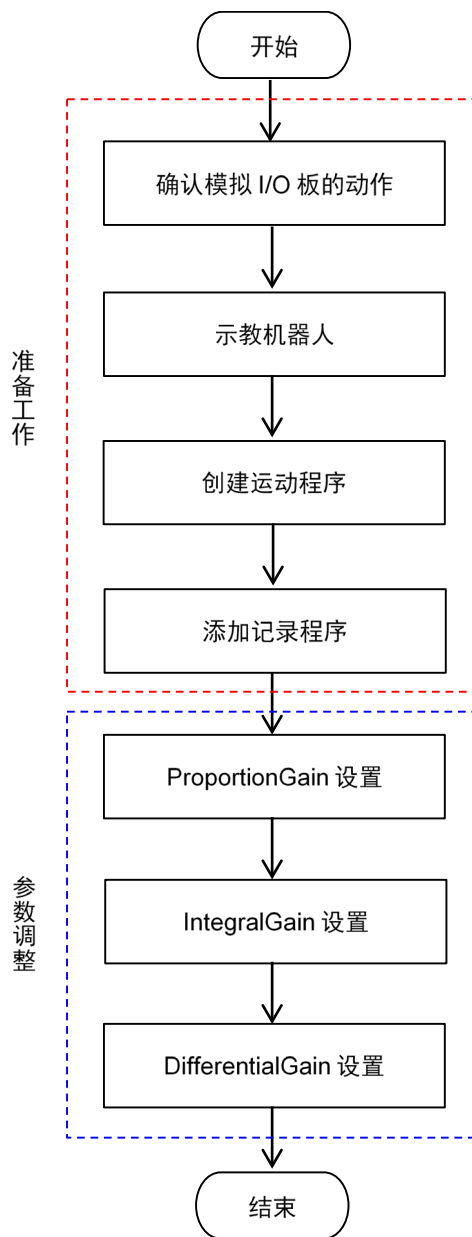 开始
准备工作
确认模拟 I/O 板的动作
示教机器人
创建运动程序
添加记录程序
参数调整
ProportionGain 设置
IntegralGain 设置
DifferentialGain 设置
结束